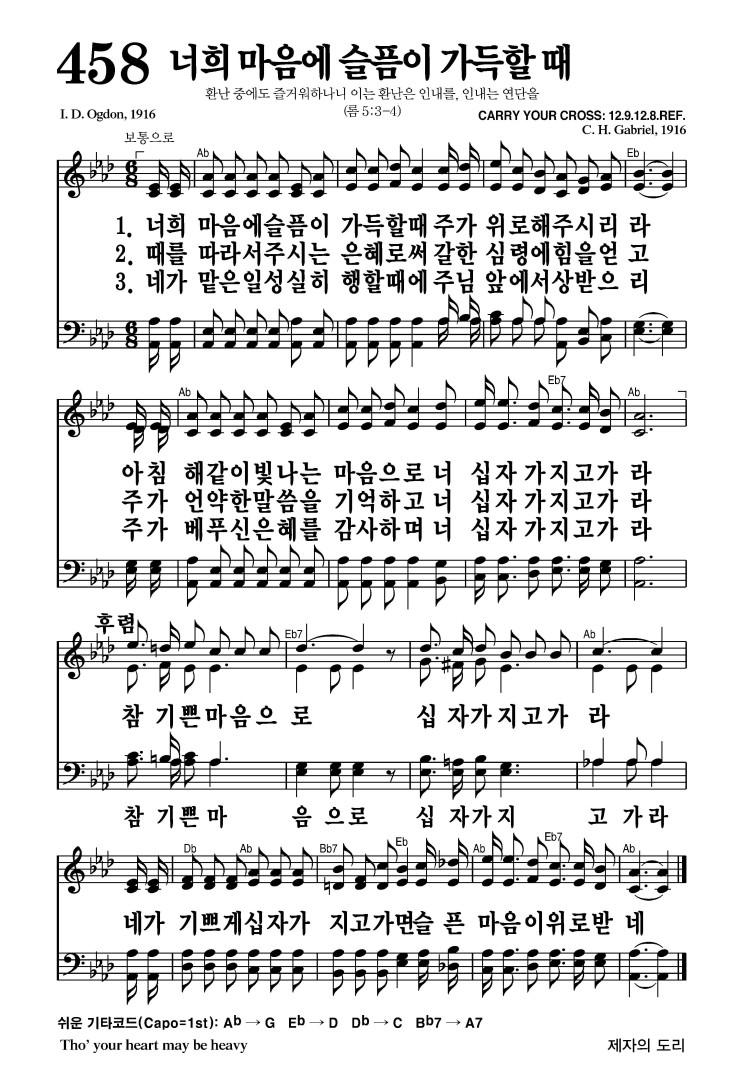 458 너희 마음에 슬픔이 가득할 때
환난 중에도 즐거워하나니 이는 환난은 인내를, 인내는 연단을
I. D. Ogdon, 1916 (롬 5:3-4) CARRY YOUR CROSS: 12.9.12.8.REF.
C. H. Gabriel, 1916
보통으로
Ab Eb
1. 너희 마음에슬픔이 가득할때 주가 위로해주시리 라
2. 때를 따라서주시는 은혜로써 갈한 심령에힘을얻 고
3. 네가 맡은일성실히 행할때에 주님 앞에서상받으 리
Ab Eb7 Ab
아침 해같이빛나는 마음으로 너 십자 가지고가 라
주가 언약한말씀을 기억하고 너 십자 가지고가 라
주가 베푸신은혜를 감사하며 너 십자 가지고가 라
후렴
Eb7 Ab
참 기쁜마음으 로 십 자가지고가 라
참 기쁜마 음으로 십 자가지 고 가라
Db Ab Bb7 Eb Ab Eb7 Ab
네가 기쁘게십자가 지고가면슬 픈 마음이위로받 네
쉬운 기타코드(Capo=1st): Ab → G Eb → D Db → C Bb7 → A7
Tho' your heart may be heavy 제자의 도리